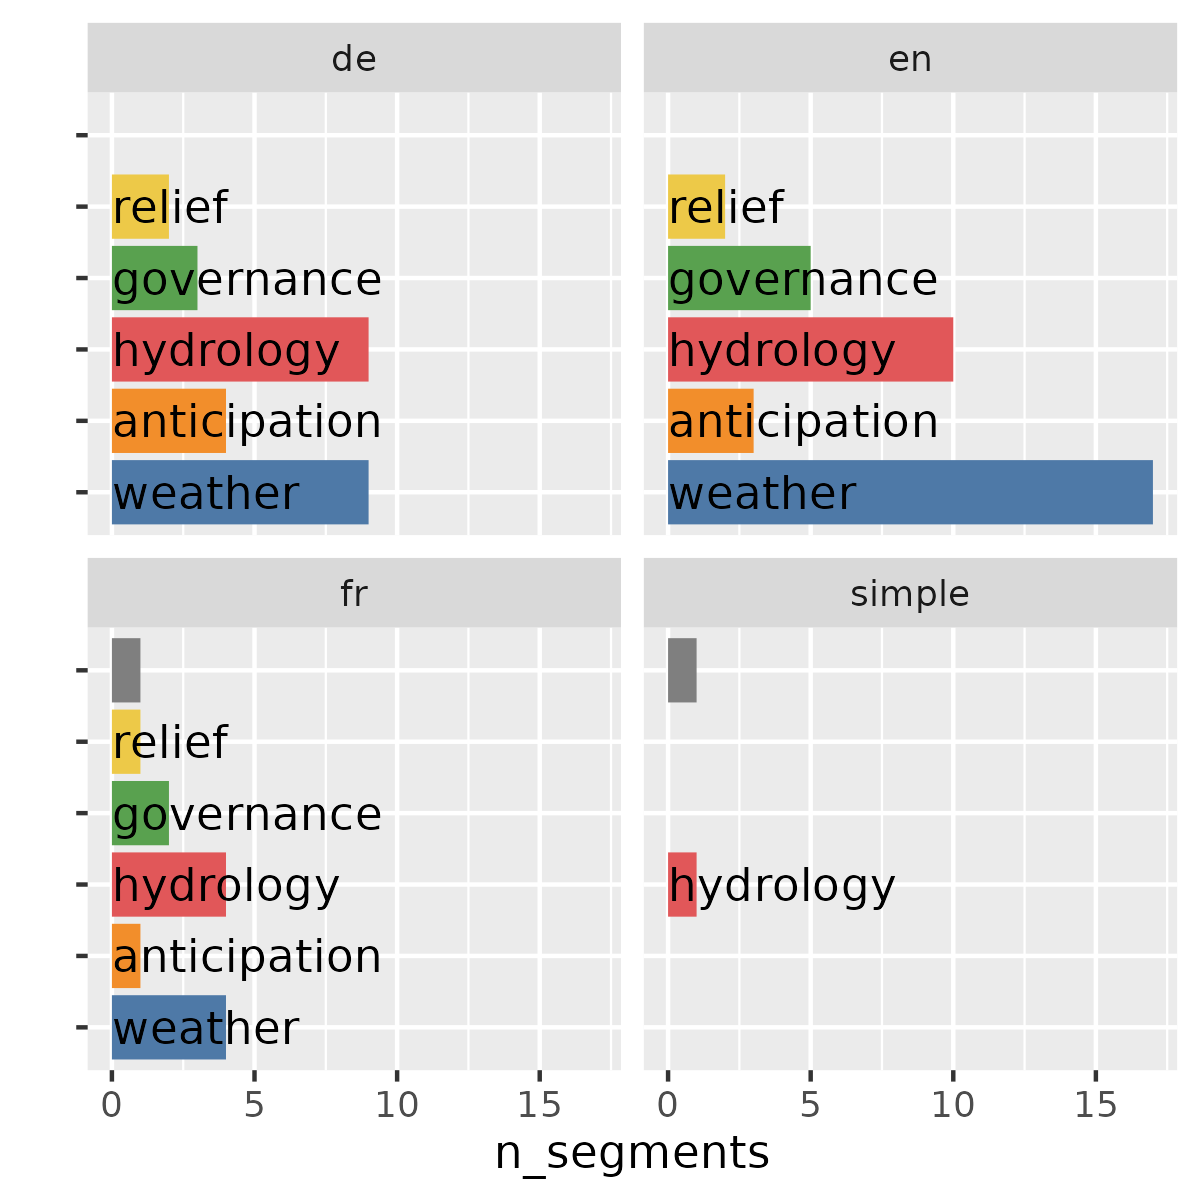 de
relief
governance
hydrology
anticipation
weather
en
relief
governance
hydrology
anticipation
weather
fr
relief
governance
hydrology
anticipation
weather
simple
hydrology
0 5 10 15
0 5 10 15
n_segments